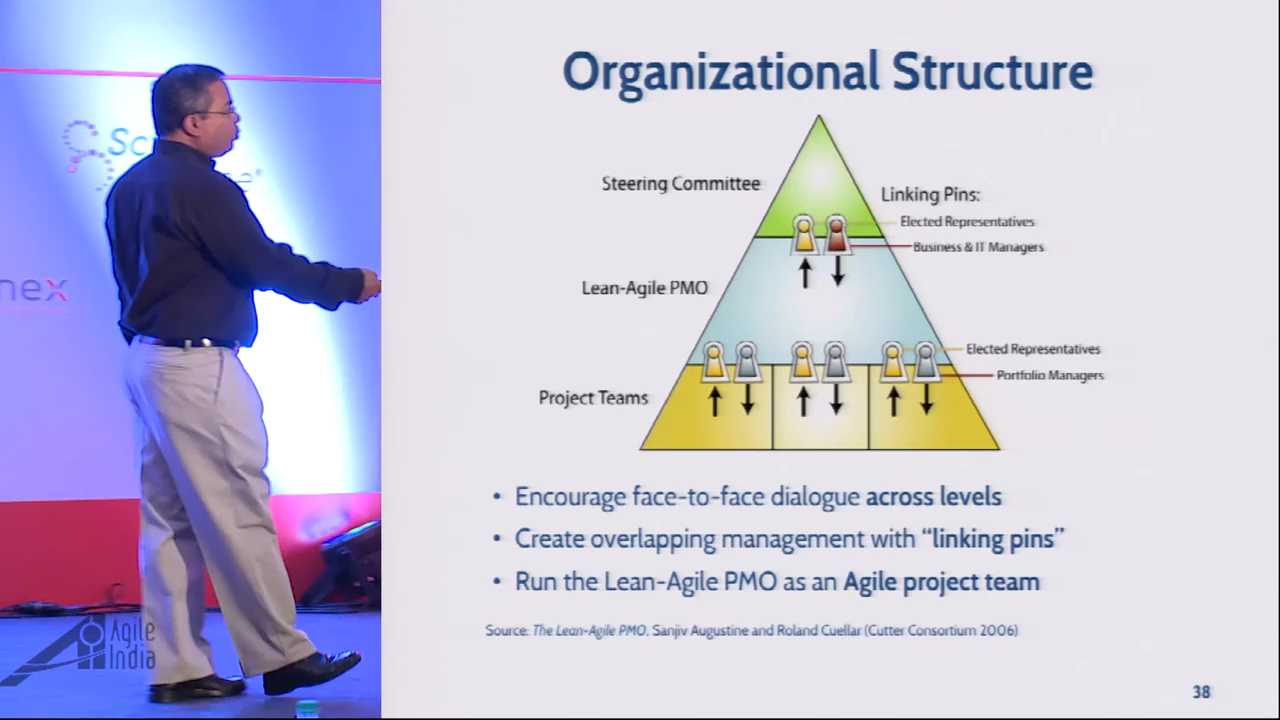 Organizational Structure
Steering Committee
Linking Pins:
Elected Representatives
Business & IT Managers
Lean-Agile PMO
Elected Representatives
Portfolio Managers
Project Teams
• Encourage face-to-face dialogue across levels
• Create overlapping management with “linking pins”
• Run the Lean-Agile PMO as an Agile project team
Source: The Lean-Agile PMO. Sanjiv Augustine and Roland Cuellar (Cutter Consortium 2006)
38
nex
Agile
India